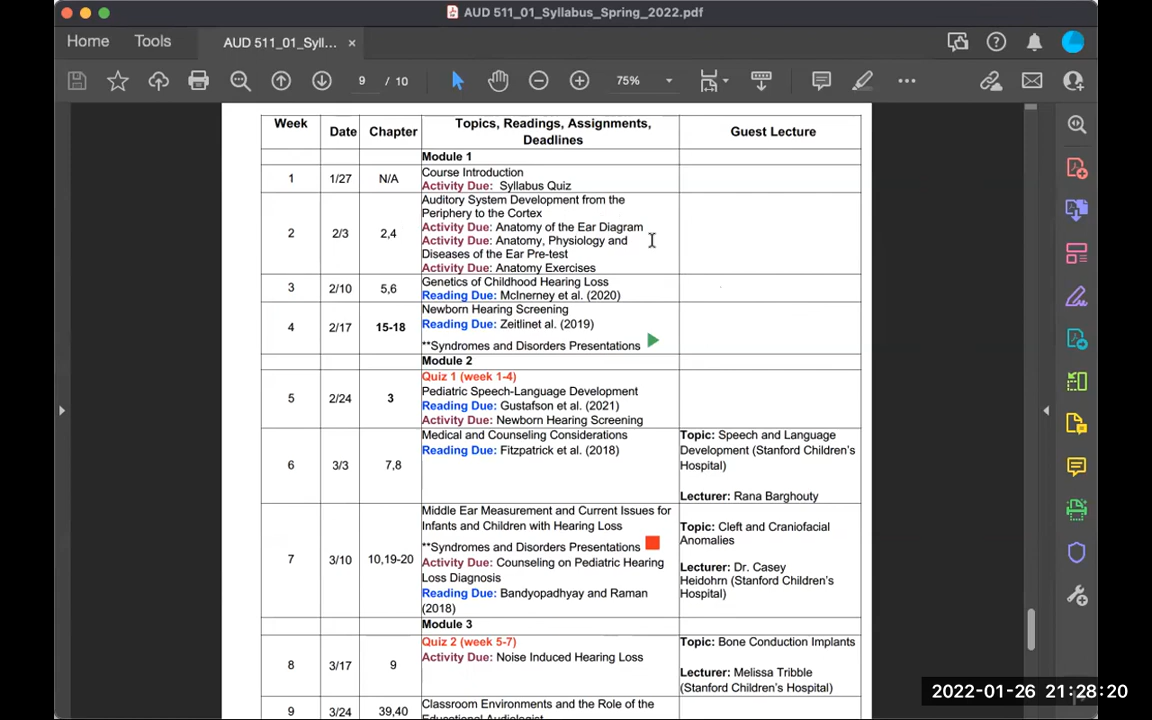 AUD 511_01_Syllabus_Spring_2022.pdf
Home
Tools
AUD 511_01_Syll...
9 / 10
75%
Week
Date
Chapter
Topics, Readings, Assignments,
Deadlines
Guest Lecture
Module 1
1
1/27
N/A
Course Introduction
Activity Due: Syllabus Quiz
2
2/3
2,4
Auditory System Development from the
Periphery to the Cortex
Activity Due: Anatomy of the Ear Diagram
Activity Due: Anatomy, Physiology and
Diseases of the Ear Pre-test
Activity Due: Anatomy Exercises
3
2/10
5,6
Genetics of Childhood Hearing Loss
Reading Due: McInerney et al. (2020)
4
2/17
15-18
Newborn Hearing Screening
Reading Due: Zeitlinet al. (2019)
**Syndromes and Disorders Presentations
Module 2
5
2/24
3
Quiz 1 (week 1-4)
Pediatric Speech-Language Development
Reading Due: Gustafson et al. (2021)
Activity Due: Newborn Hearing Screening
6
3/3
7,8
Medical and Counseling Considerations
Reading Due: Fitzpatrick et al. (2018)
Topic: Speech and Language
Development (Stanford Children's
Hospital)
Lecturer: Rana Barghouty
7
3/10
10,19-20
Middle Ear Measurement and Current Issues for
Infants and Children with Hearing Loss
**Syndromes and Disorders Presentations
Activity Due: Counseling on Pediatric Hearing
Loss Diagnosis
Reading Due: Bandyopadhyay and Raman
(2018)
Topic: Cleft and Craniofacial
Anomalies
Lecturer: Dr. Casey
Heidohrn (Stanford Children's
Hospital)
Module 3
8
3/17
9
Quiz 2 (week 5-7)
Activity Due: Noise Induced Hearing Loss
Topic: Bone Conduction Implants
Lecturer: Melissa Tribble
(Stanford Children's Hospital)
9
3/24
39,40
Classroom Environments and the Role of the
Educational Audiologist
2022-01-26 21:28:20